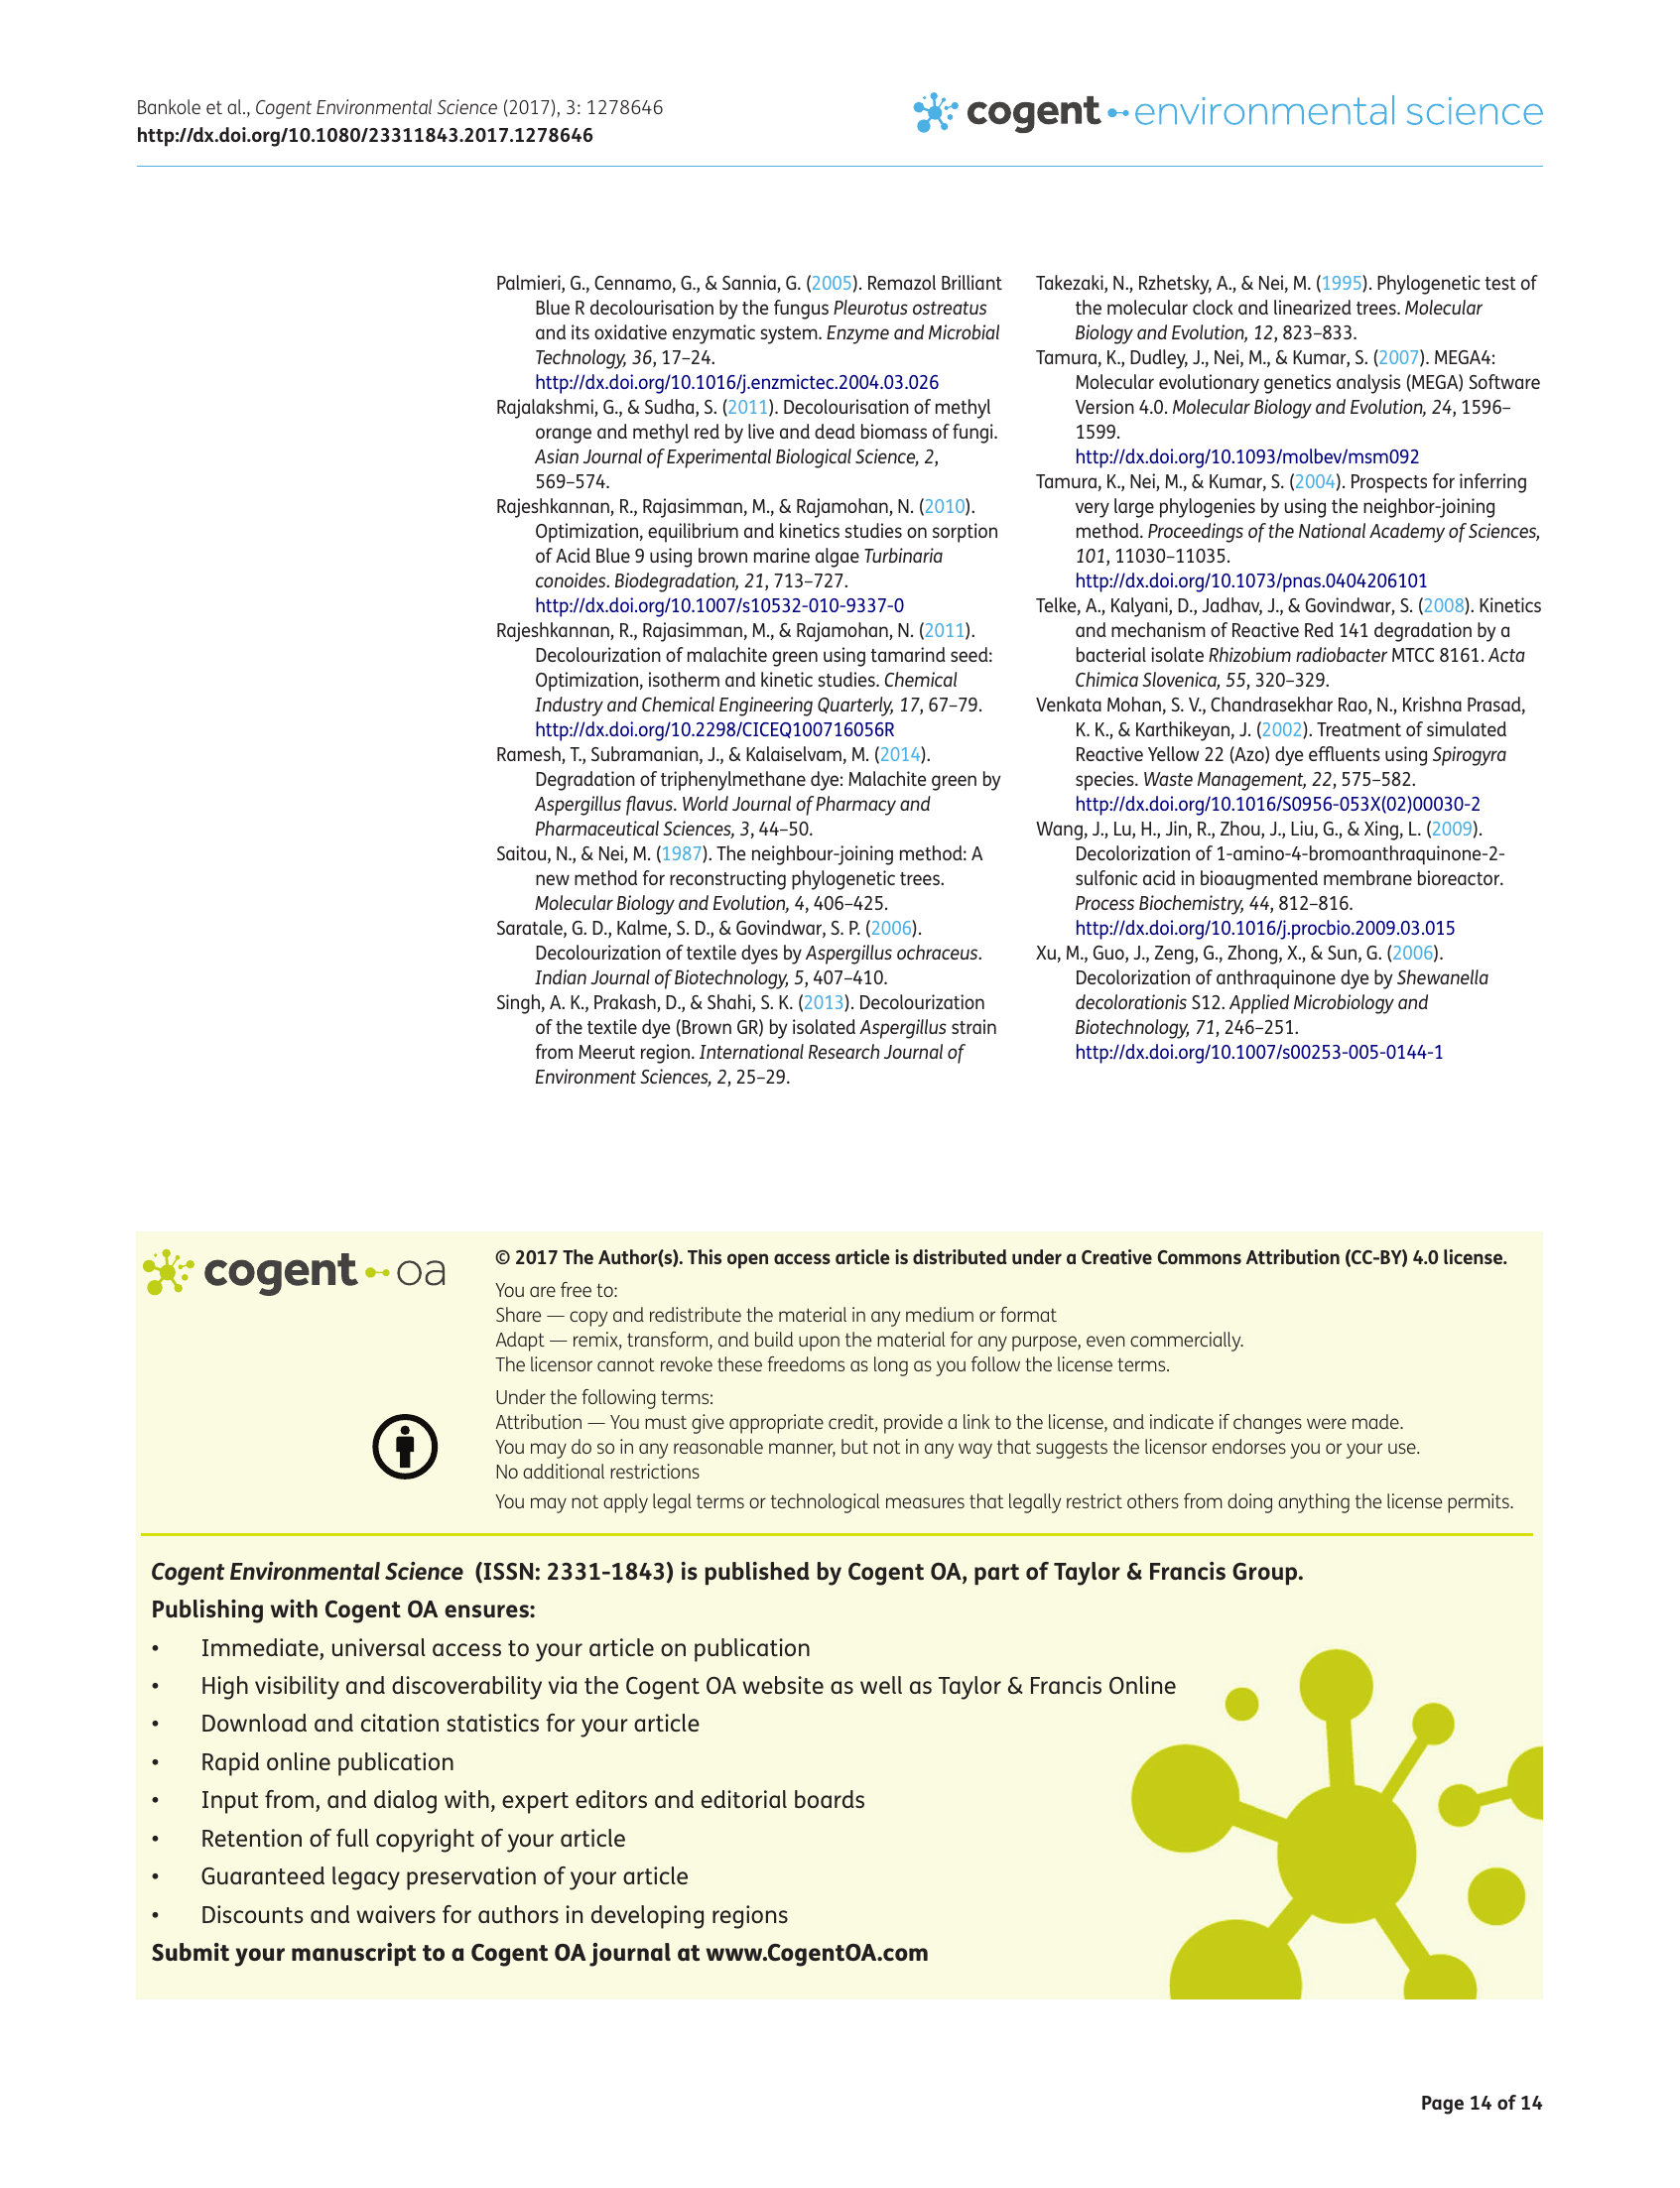 Bankole et al., Cogent Environmental Science (2017), 3: 1278646
http://dx.doi.org/10.1080/23311843.2017.1278646
cogent environmental science
Palmieri, G., Cennamo, G., & Sannia, G. (2005). Remazol Brilliant
Blue R decolourisation by the fungus Pleurotus ostreatus
and its oxidative enzymatic system. Enzyme and Microbial
Technology, 36, 17–24.
http://dx.doi.org/10.1016/j.enzmictec.2004.03.026
Rajalakshmi, G., & Sudha, S. (2011). Decolourisation of methyl
orange and methyl red by live and dead biomass of fungi.
Asian Journal of Experimental Biological Science, 2,
569–574.
Rajeshkannan, R., Rajasimman, M., & Rajamohan, N. (2010).
Optimization, equilibrium and kinetics studies on sorption
of Acid Blue 9 using brown marine algae Turbinaria
conoides. Biodegradation, 21, 713–727.
http://dx.doi.org/10.1007/s10532-010-9337-0
Rajeshkannan, R., Rajasimman, M., & Rajamohan, N. (2011).
Decolourization of malachite green using tamarind seed:
Optimization, isotherm and kinetic studies. Chemical
Industry and Chemical Engineering Quarterly, 17, 67–79.
http://dx.doi.org/10.2298/CICEQ100716056R
Ramesh, T., Subramanian, J., & Kalaiselvam, M. (2014).
Degradation of triphenylmethane dye: Malachite green by
Aspergillus flavus. World Journal of Pharmacy and
Pharmaceutical Sciences, 3, 44–50.
Saitou, N., & Nei, M. (1987). The neighbour-joining method: A
new method for reconstructing phylogenetic trees.
Molecular Biology and Evolution, 4, 406–425.
Saratale, G. D., Kalme, S. D., & Govindwar, S. P. (2006).
Decolourization of textile dyes by Aspergillus ochraceus.
Indian Journal of Biotechnology, 5, 407–410.
Singh, A. K., Prakash, D., & Shahi, S. K. (2013). Decolourization
of the textile dye (Brown GR) by isolated Aspergillus strain
from Meerut region. International Research Journal of
Environment Sciences, 2, 25–29.
Takezaki, N., Rzhetsky, A., & Nei, M. (1995). Phylogenetic test of
the molecular clock and linearized trees. Molecular
Biology and Evolution, 12, 823–833.
Tamura, K., Dudley, J., Nei, M., & Kumar, S. (2007). MEGA4:
Molecular evolutionary genetics analysis (MEGA) Software
Version 4.0. Molecular Biology and Evolution, 24, 1596–
1599.
http://dx.doi.org/10.1093/molbev/msm092
Tamura, K., Nei, M., & Kumar, S. (2004). Prospects for inferring
very large phylogenies by using the neighbor-joining
method. Proceedings of the National Academy of Sciences,
101, 11030–11035.
http://dx.doi.org/10.1073/pnas.0404206101
Telke, A., Kalyani, D., Jadhav, J., & Govindwar, S. (2008). Kinetics
and mechanism of Reactive Red 141 degradation by a
bacterial isolate Rhizobium radiobacter MTCC 8161. Acta
Chimica Slovenica, 55, 320–329.
Venkata Mohan, S. V., Chandrasekhar Rao, N., Krishna Prasad,
K. K., & Karthikeyan, J. (2002). Treatment of simulated
Reactive Yellow 22 (Azo) dye effluents using Spirogyra
species. Waste Management, 22, 575–582.
http://dx.doi.org/10.1016/S0956-053X(02)00030-2
Wang, J., Lu, H., Jin, R., Zhou, J., Liu, G., & Xing, L. (2009).
Decolorization of 1-amino-4-bromoanthraquinone-2-
sulfonic acid in bioaugmented membrane bioreactor.
Process Biochemistry, 44, 812–816.
http://dx.doi.org/10.1016/j.procbio.2009.03.015
Xu, M., Guo, J., Zeng, G., Zhong, X., & Sun, G. (2006).
Decolorization of anthraquinone dye by Shewanella
decolorationis S12. Applied Microbiology and
Biotechnology, 71, 246–251.
http://dx.doi.org/10.1007/s00253-005-0144-1
cogent oa
© 2017 The Author(s). This open access article is distributed under a Creative Commons Attribution (CC-BY) 4.0 license.
You are free to:
Share — copy and redistribute the material in any medium or format
Adapt — remix, transform, and build upon the material for any purpose, even commercially.
The licensor cannot revoke these freedoms as long as you follow the license terms.
Under the following terms:
Attribution — You must give appropriate credit, provide a link to the license, and indicate if changes were made.
You may do so in any reasonable manner, but not in any way that suggests the licensor endorses you or your use.
No additional restrictions
You may not apply legal terms or technological measures that legally restrict others from doing anything the license permits.
Cogent Environmental Science (ISSN: 2331-1843) is published by Cogent OA, part of Taylor & Francis Group.
Publishing with Cogent OA ensures:
• Immediate, universal access to your article on publication
• High visibility and discoverability via the Cogent OA website as well as Taylor & Francis Online
• Download and citation statistics for your article
• Rapid online publication
• Input from, and dialog with, expert editors and editorial boards
• Retention of full copyright of your article
• Guaranteed legacy preservation of your article
• Discounts and waivers for authors in developing regions
Submit your manuscript to a Cogent OA journal at www.CogentOA.com
Page 14 of 14